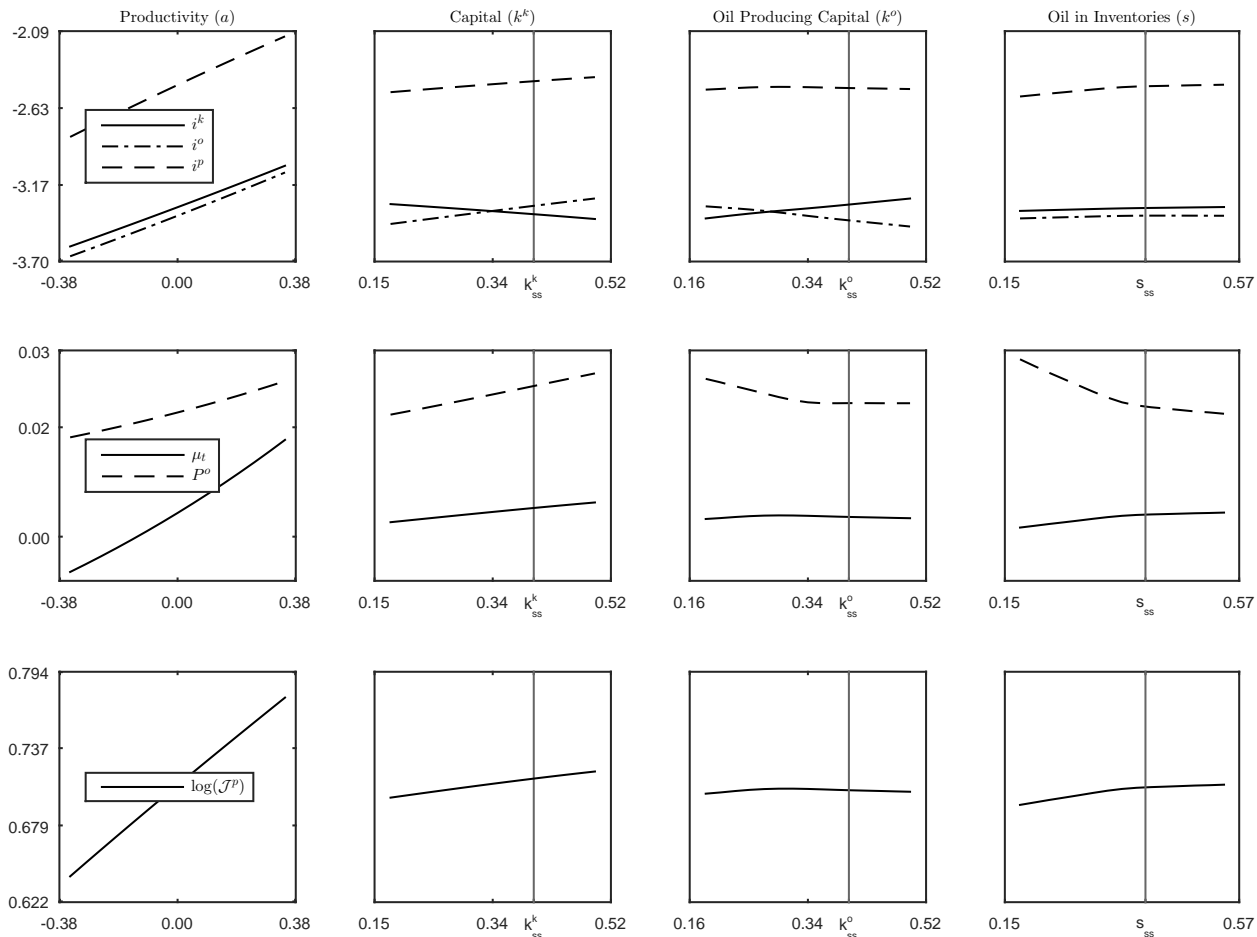 Productivity (a) Capital (k^k) Oil Producing Capital (k^o) Oil in Inventories (s)
-2.09
-2.63
-3.17
-3.70
i^k
i^o
i^p
-0.38 0.00 0.38 0.15 0.34 k^k_ss 0.52 0.16 0.34 k^o_ss 0.52 0.15 s_ss 0.57
0.03
0.02
0.00
μ_t
P^o
-0.38 0.00 0.38 0.15 0.34 k^k_ss 0.52 0.16 0.34 k^o_ss 0.52 0.15 s_ss 0.57
0.794
0.737
0.679
0.622
log(𝒥^p)
-0.38 0.00 0.38 0.15 0.34 k^k_ss 0.52 0.16 0.34 k^o_ss 0.52 0.15 s_ss 0.57